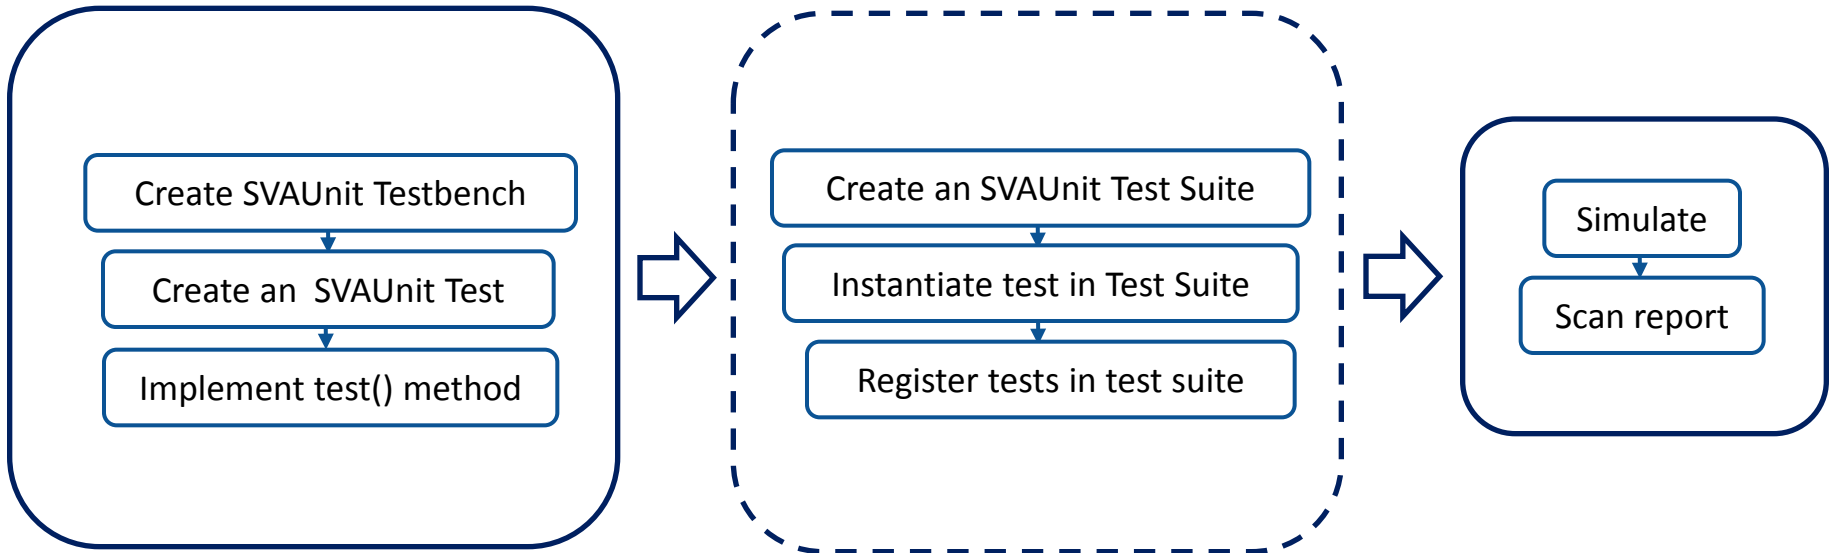 Create SVAUnit Testbench
Create an SVAUnit Test
Implement test() method
Create an SVAUnit Test Suite
Instantiate test in Test Suite
Register tests in test suite
Simulate
Scan report